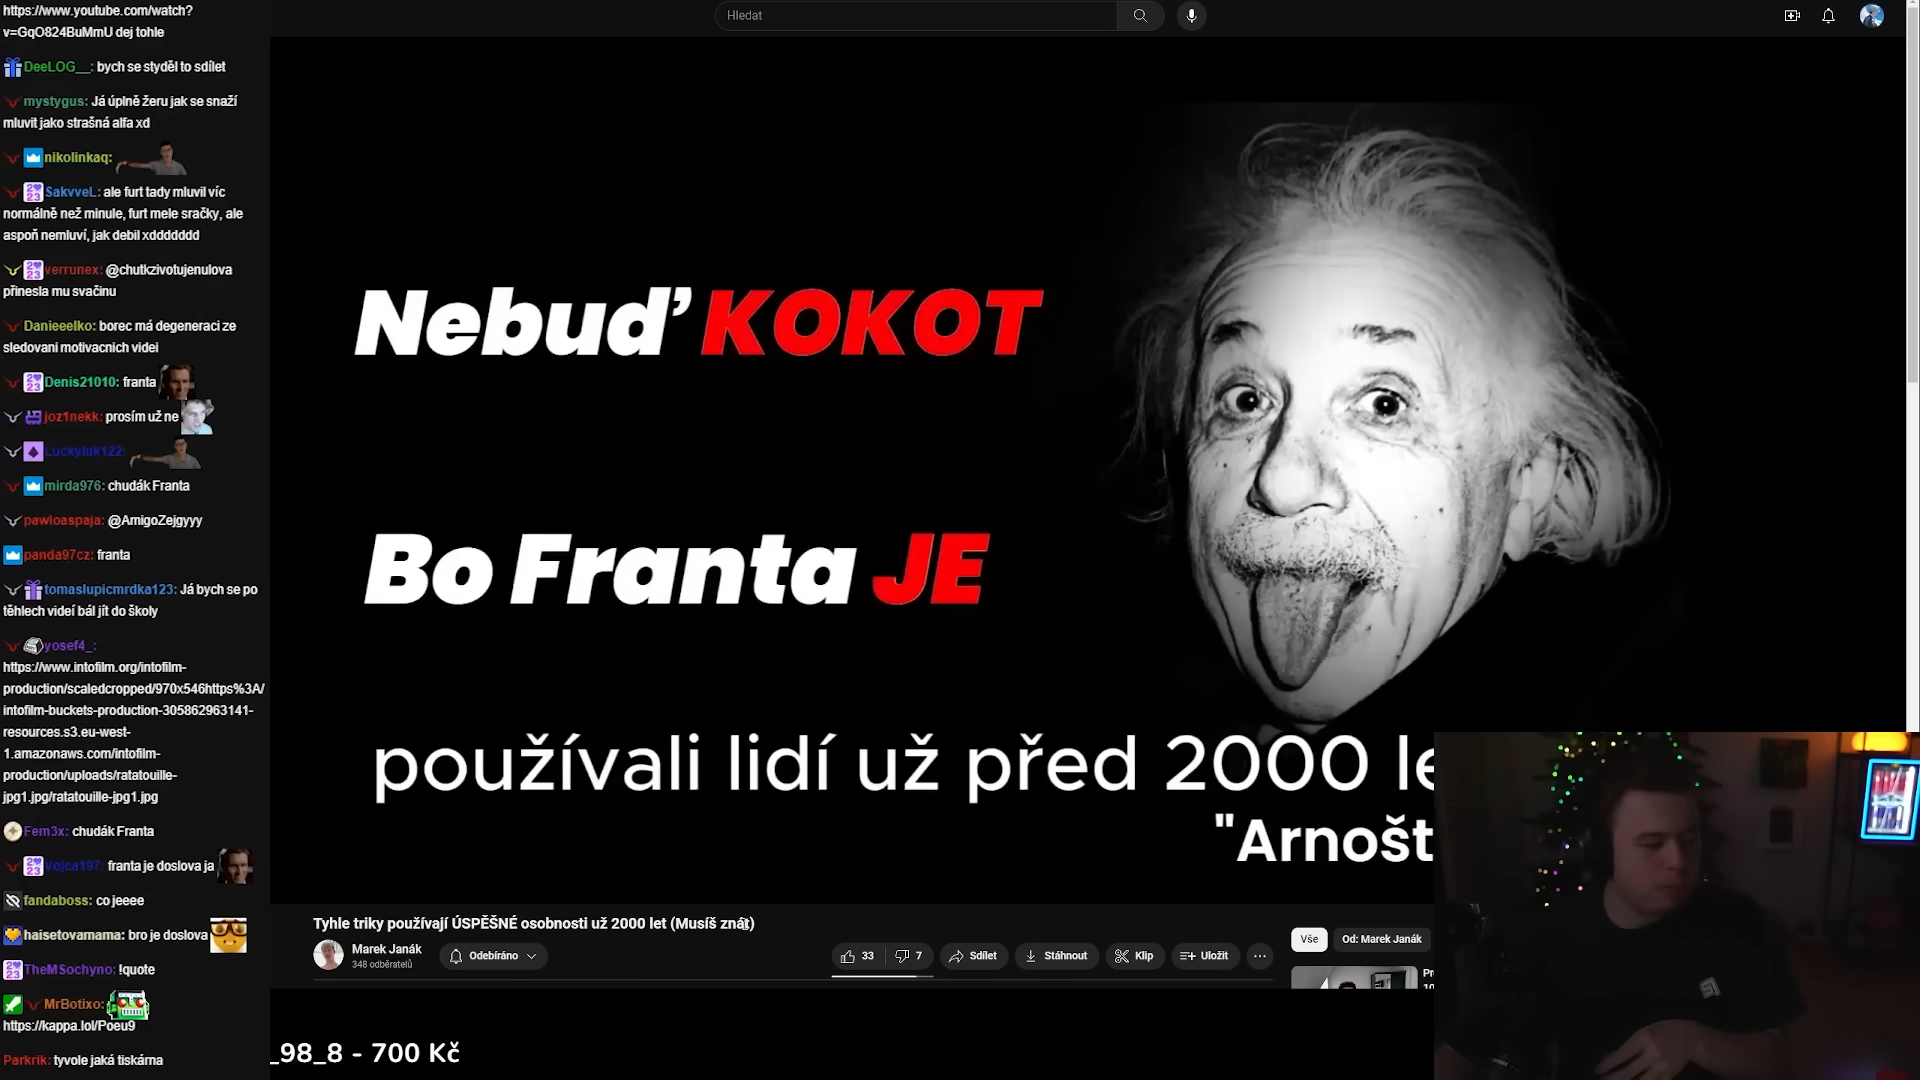 https://www.youtube.com/watch?
v=GqO824BuMmU dej tohle
DeeLOG__: bych se styděl to sdílet
mystygus: Já úplně žeru jak se snaží
mluvit jako strašná alfa xd
nikolinkaq:
SakvveL: ale furt tady mluvil víc
normálně než minule, furt mele sračky, ale
aspoň nemluví, jak debil xddddddd
verrunex: @chutkzivotujenulova
přinesla mu svačinu
Danieeelko: borec má degeneraci ze
sledovani motivacnich videi
Denis21010: franta
joz1nekk: prosím už ne
Luckyluk122:
mirda976: chudák Franta
pawloaspaja: @AmigoZejgyyy
panda97cz: franta
tomaslupicmrdka123: Já bych se po
těhlech videí bál jít do školy
yosef4_:
https://www.intofilm.org/intofilm-
production/scaledcropped/970x546https%3A/
intofilm-buckets-production-305862963141-
resources.s3.eu-west-
1.amazonaws.com/intofilm-
production/uploads/ratatouille-
jpg1.jpg/ratatouille-jpg1.jpg
Fem3x: chudák Franta
Vojca197: franta je doslova ja
fandaboss: co jeeee
haisetovamama: bro je doslova
TheMSochyno: !quote
MrBotixo:
https://kappa.lol/Poeu9
Parkrik: tyvole jaká tiskárna
Hledat
Nebuď KOKOT
Bo Franta JE
používali lidí už před 2000 le
"Arnošt
Tyhle triky používají ÚSPĚŠNÉ osobnosti už 2000 let (Musíš znát)
Marek Janák
348 odběratelů
Odebíráno
33
7
Sdílet
Stáhnout
Klip
Uložit
Vše
Od: Marek Janák
_98_8 - 700 Kč